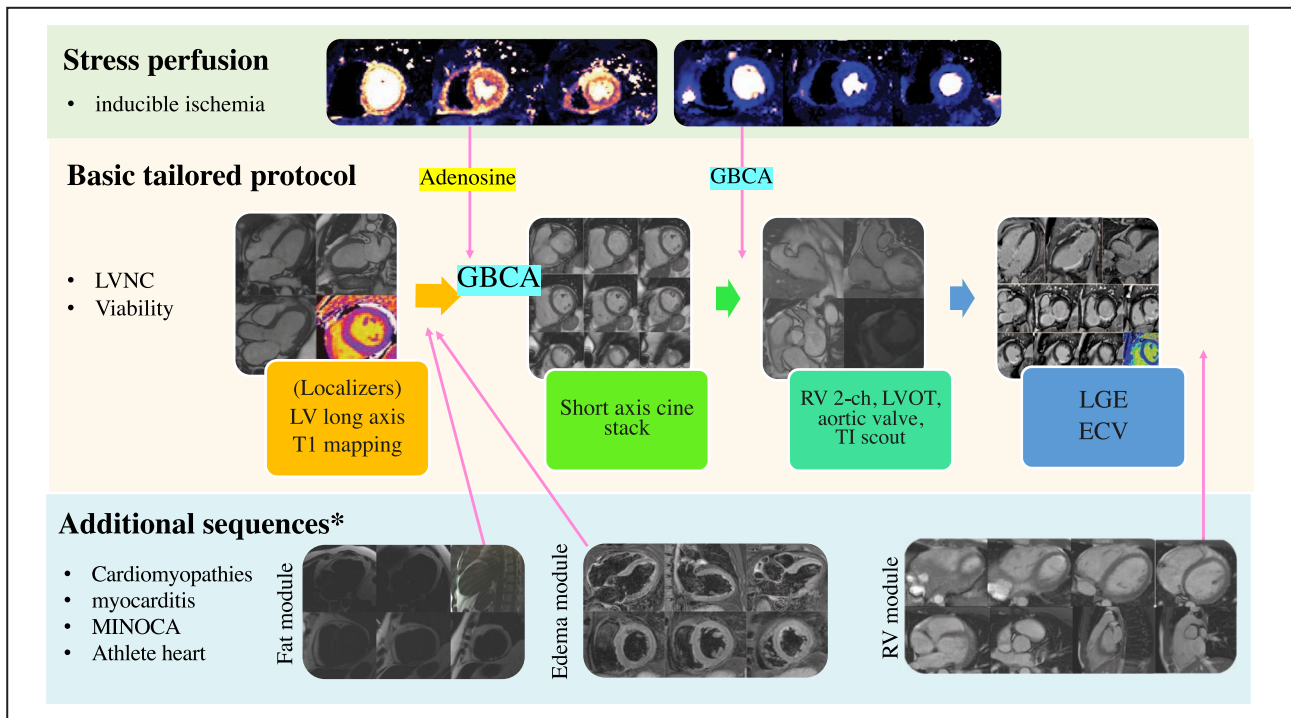 Stress perfusion
• inducible ischemia
Basic tailored protocol
Adenosine
GBCA
• LVNC
• Viability
GBCA
(Localizers)
LV long axis
T1 mapping
Short axis cine
stack
RV 2-ch, LVOT,
aortic valve,
TI scout
LGE
ECV
Additional sequences*
• Cardiomyopathies
• myocarditis
• MINOCA
• Athlete heart
Fat module
Edema module
RV module